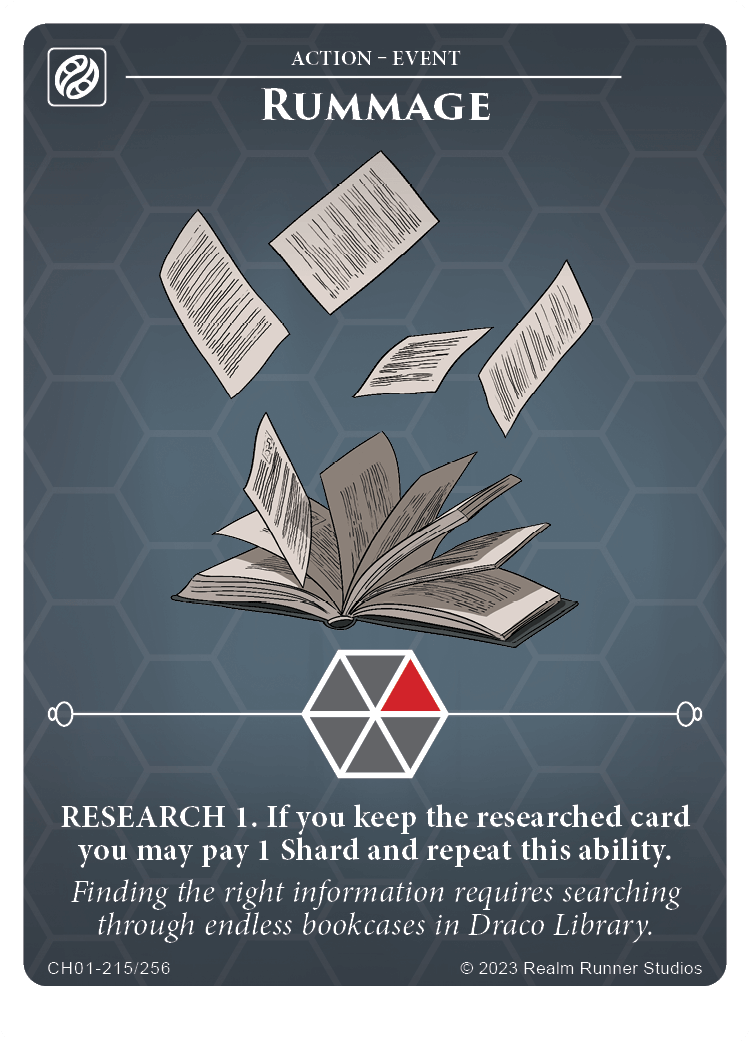 ACTION – EVENT
RUMMAGE
RESEARCH 1. If you keep the researched card
you may pay 1 Shard and repeat this ability.
Finding the right information requires searching
through endless bookcases in Draco Library.
CH01-215/256
© 2023 Realm Runner Studios